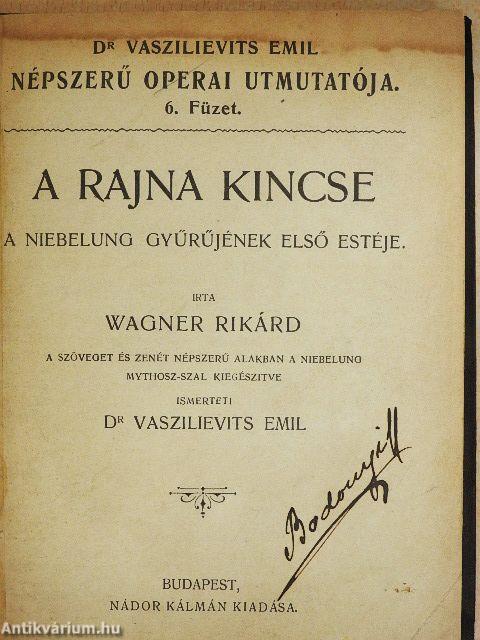 DR VASZILIEVITS EMIL
NÉPSZERŰ OPERAI UTMUTATÓJA.
6. Füzet.
A RAJNA KINCSE
A NIEBELUNG GYŰRŰJÉNEK ELSŐ ESTÉJE.
IRTA
WAGNER RIKÁRD
A SZÖVEGET ÉS ZENÉT NÉPSZERŰ ALAKBAN A NIEBELUNG
MYTHOSZ-SZAL KIEGÉSZITVE
ISMERTETI
DR VASZILIEVITS EMIL
BUDAPEST,
NÁDOR KÁLMÁN KIADÁSA.
Antikvárium.hu